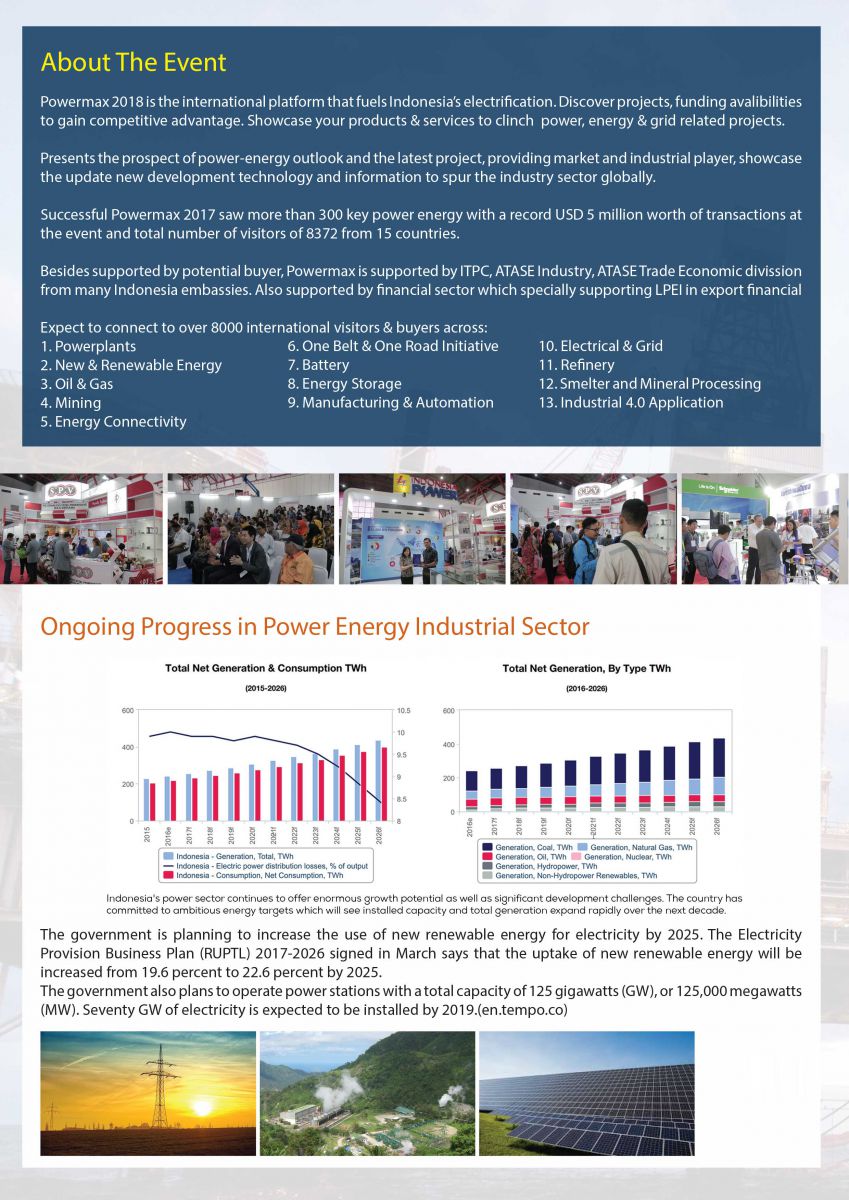 About The Event
Powermax 2018 is the international platform that fuels Indonesia's electrification. Discover projects, funding avalibilities
to gain competitive advantage. Showcase your products & services to clinch power, energy & grid related projects.
Presents the prospect of power-energy outlook and the latest project, providing market and industrial player, showcase
the update new development technology and information to spur the industry sector globally.
Successful Powermax 2017 saw more than 300 key power energy with a record USD 5 million worth of transactions at
the event and total number of visitors of 8372 from 15 countries.
Besides supported by potential buyer, Powermax is supported by ITPC, ATASE Industry, ATASE Trade Economic divission
from many Indonesia embassies. Also supported by financial sector which specially supporting LPEI in export financial
Expect to connect to over 8000 international visitors & buyers across:
1. Powerplants
2. New & Renewable Energy
3. Oil & Gas
4. Mining
5. Energy Connectivity
6. One Belt & One Road Initiative
7. Battery
8. Energy Storage
9. Manufacturing & Automation
10. Electrical & Grid
11. Refinery
12. Smelter and Mineral Processing
13. Industrial 4.0 Application
SPV
INDONESIA
POWER
Life Is On
Schneider
Ongoing Progress in Power Energy Industrial Sector
Total Net Generation & Consumption TWh
(2015-2026)
600
400
200
0
10.5
10
9.5
9
8.5
8
2015
2016e
2017f
2018f
2019f
2020f
2021f
2022f
2023f
2024f
2025f
2026f
Indonesia - Generation, Total, TWh
Indonesia - Electric power distribution losses, % of output
Indonesia - Consumption, Net Consumption, TWh
Total Net Generation, By Type TWh
(2016-2026)
600
400
200
0
2016e
2017f
2018f
2019f
2020f
2021f
2022f
2023f
2024f
2025f
2026f
Generation, Coal, TWh
Generation, Natural Gas, TWh
Generation, Oil, TWh
Generation, Nuclear, TWh
Generation, Hydropower, TWh
Generation, Non-Hydropower Renewables, TWh
Indonesia's power sector continues to offer enormous growth potential as well as significant development challenges. The country has
committed to ambitious energy targets which will see installed capacity and total generation expand rapidly over the next decade.
The government is planning to increase the use of new renewable energy for electricity by 2025. The Electricity
Provision Business Plan (RUPTL) 2017-2026 signed in March says that the uptake of new renewable energy will be
increased from 19.6 percent to 22.6 percent by 2025.
The government also plans to operate power stations with a total capacity of 125 gigawatts (GW), or 125,000 megawatts
(MW). Seventy GW of electricity is expected to be installed by 2019.(en.tempo.co)